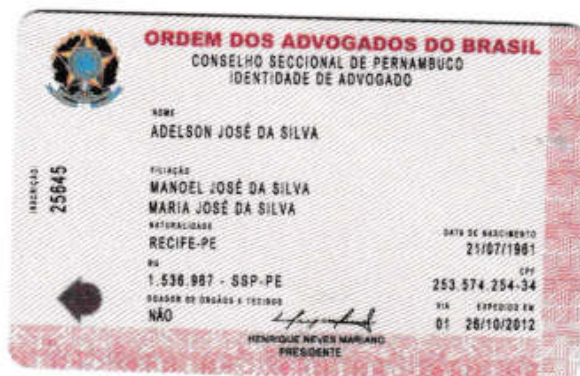 ORDEM DOS ADVOGADOS DO BRASIL
CONSELHO SECCIONAL DE PERNAMBUCO
IDENTIDADE DE ADVOGADO
NOME
ADELSON JOSÉ DA SILVA
FILIAÇÃO
MANOEL JOSÉ DA SILVA
MARIA JOSÉ DA SILVA
NATURALIDADE
RECIFE-PE
DATA DE NASCIMENTO
21/07/1961
RG
1.536.987 - SSP-PE
CPF
253.574.254-34
DOADOR DE ÓRGÃOS E TECIDOS
NÃO
VIA EXPEDIDO EM
01 26/10/2012
HENRIQUE NEVES MARIANO
PRESIDENTE
INSCRIÇÃO:
25645